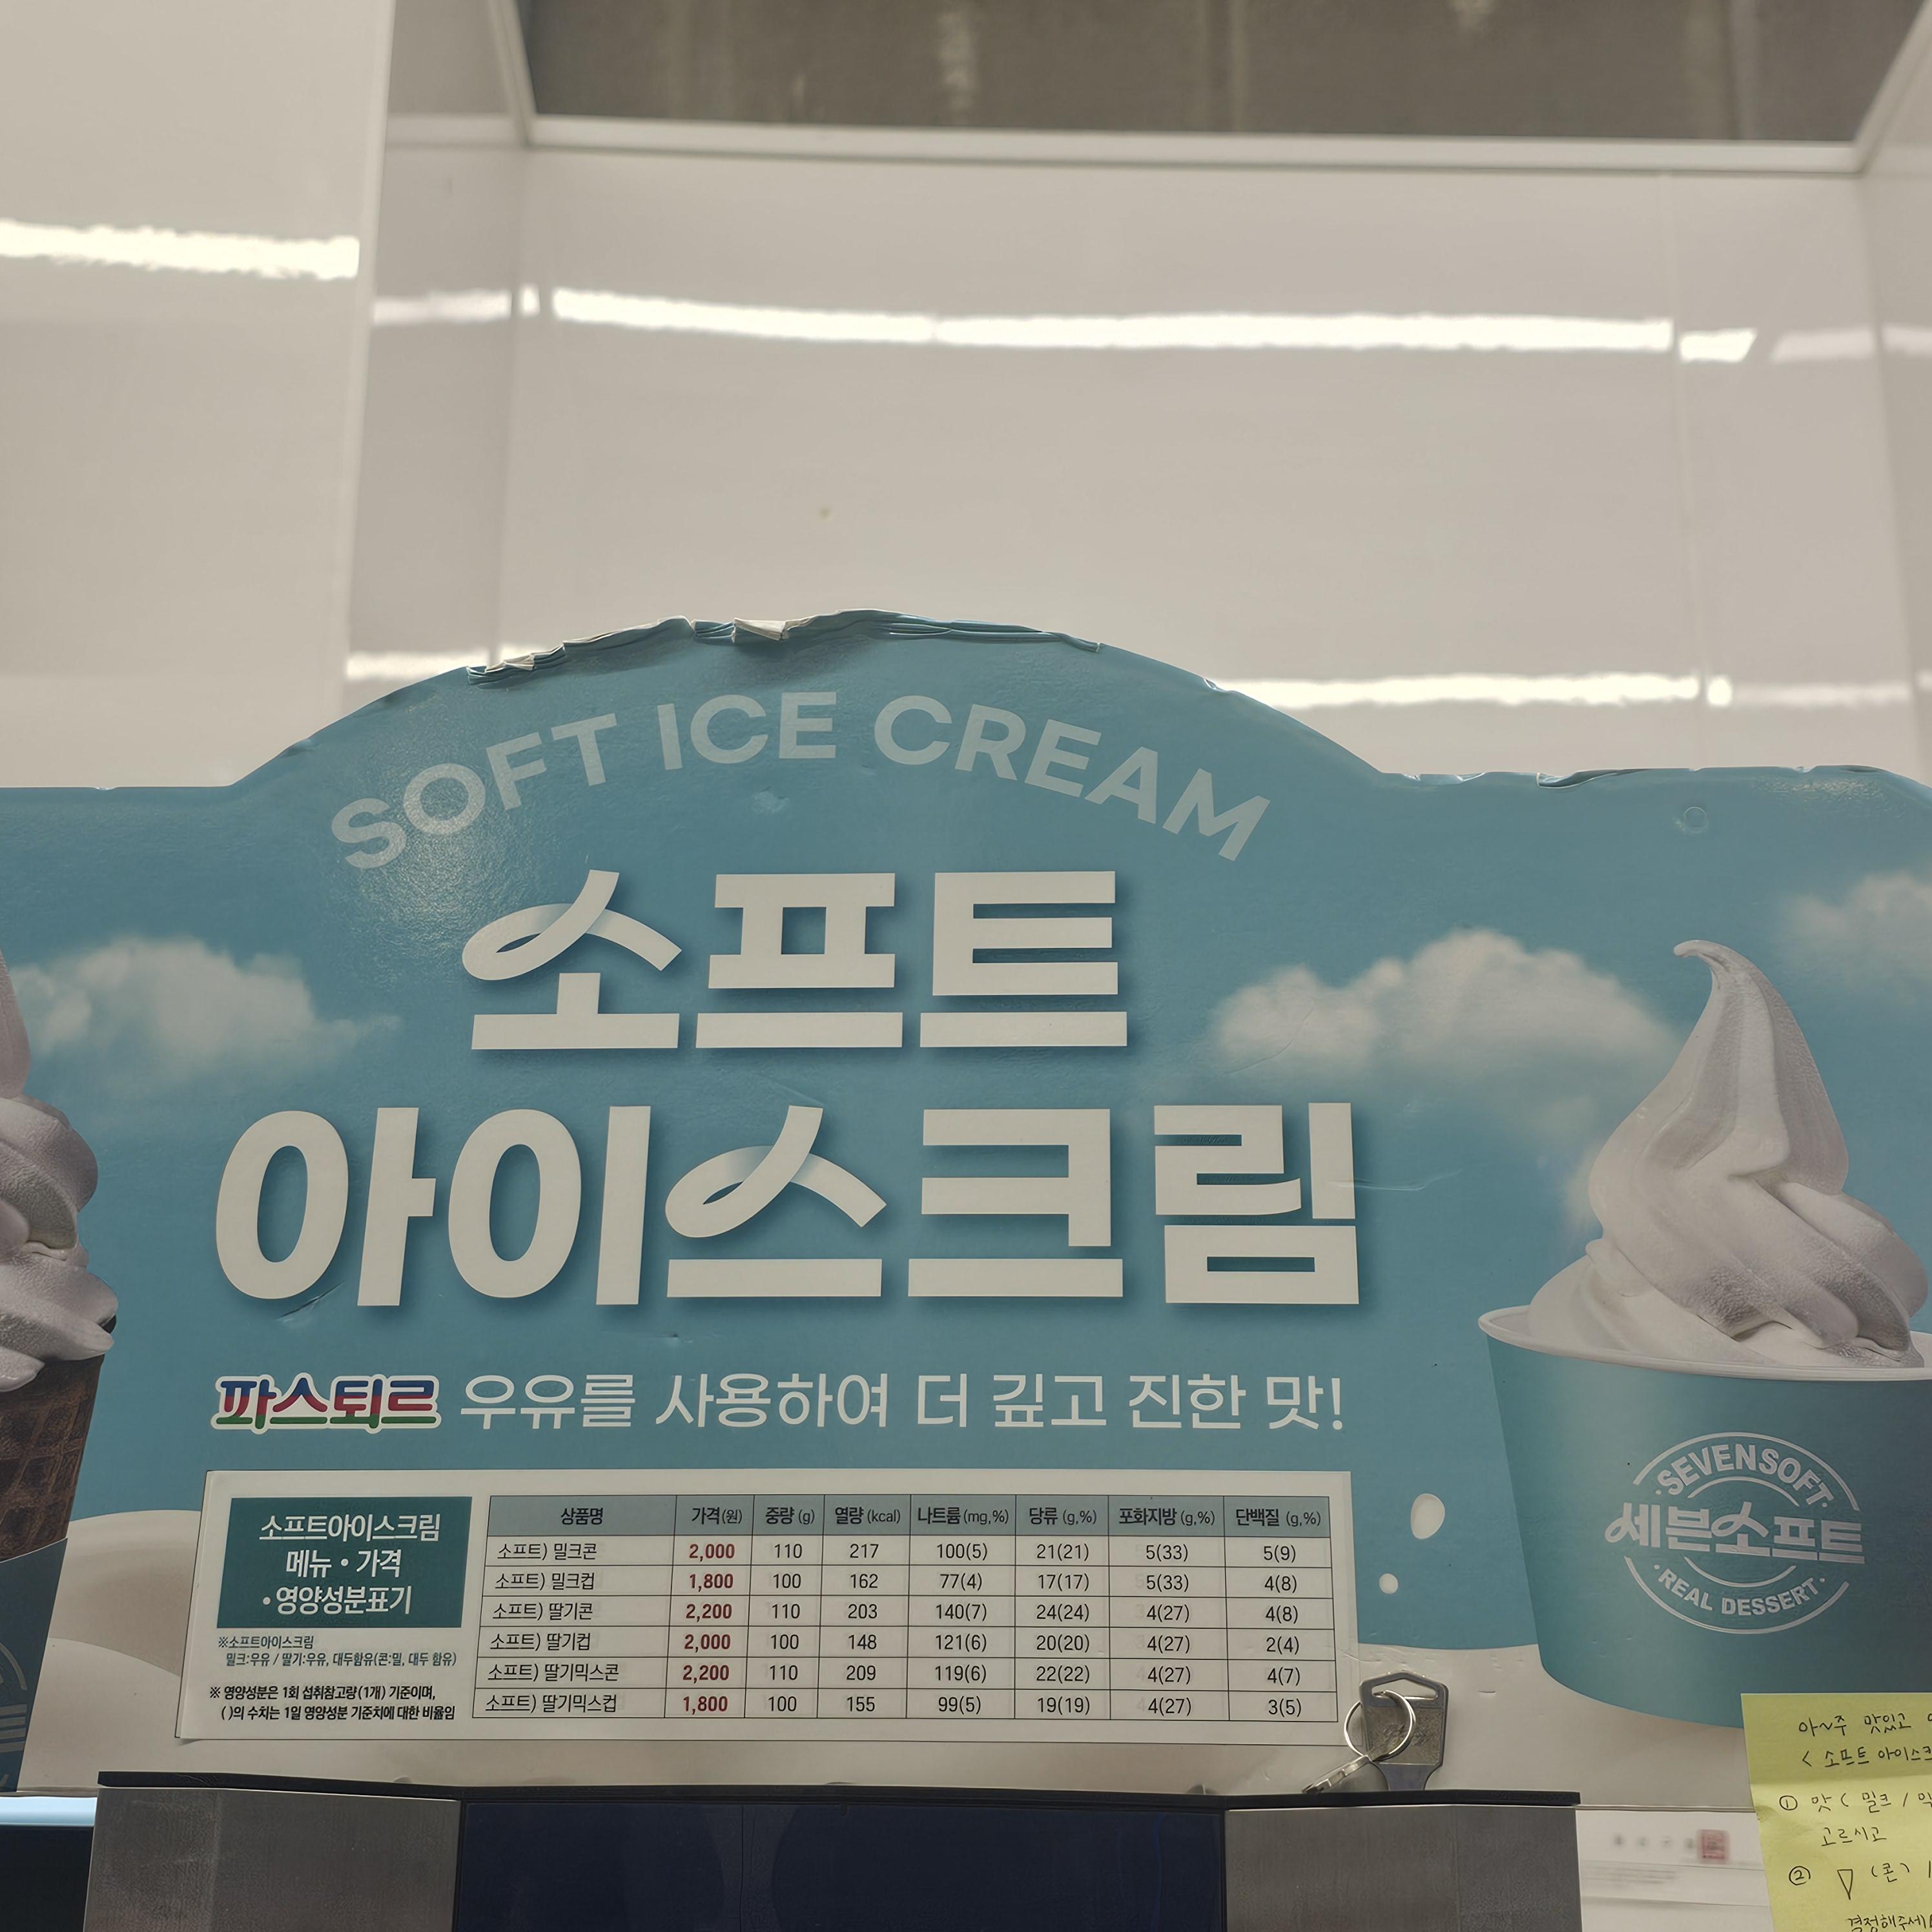 SOFT ICE CREAM
소프트
아이스크림
파스퇴르 우유를 사용하여 더 깊고 진한 맛!
소프트아이스크림
메뉴 • 가격
• 영양성분표기
※소프트아이스크림
밀크:우유 / 딸기:우유, 대두함유(콘:밀, 대두 함유)
※ 영양성분은 1회 섭취참고량(1개) 기준이며,
( )의 수치는 1일 영양성분 기준치에 대한 비율임
상품명 가격(원) 중량 (g) 열량 (kcal) 나트륨 (mg,%) 당류 (g,%) 포화지방 (g,%) 단백질 (g,%)
소프트) 밀크콘 2,000 110 217 100(5) 21(21) 5(33) 5(9)
소프트) 밀크컵 1,800 100 162 77(4) 17(17) 5(33) 4(8)
소프트) 딸기콘 2,200 110 203 140(7) 24(24) 4(27) 4(8)
소프트) 딸기컵 2,000 100 148 121(6) 20(20) 4(27) 2(4)
소프트) 딸기믹스콘 2,200 110 209 119(6) 22(22) 4(27) 4(7)
소프트) 딸기믹스컵 1,800 100 155 99(5) 19(19) 4(27) 3(5)
SEVEN SOFT
세븐소프트
REAL DESSERT
아~주 맛있고
< 소프트 아이스크
① 맛 ( 밀크 /
고르시고
② (콘) /
결정해주세